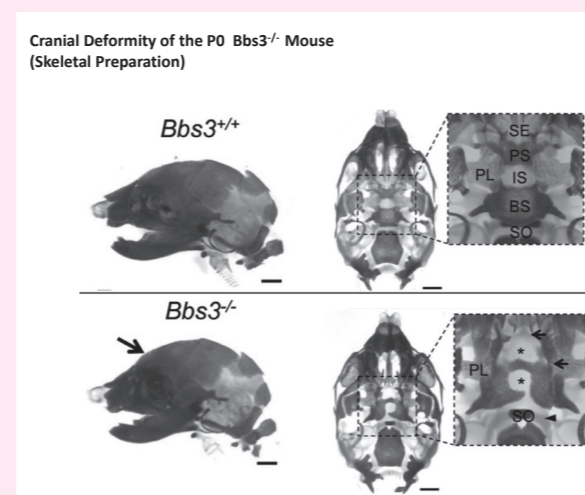 Cranial Deformity of the P0 Bbs3-/- Mouse
(Skeletal Preparation)
Bbs3+/+
SE
PS
PL
IS
BS
SO
Bbs3-/-
*
PL
*
SO